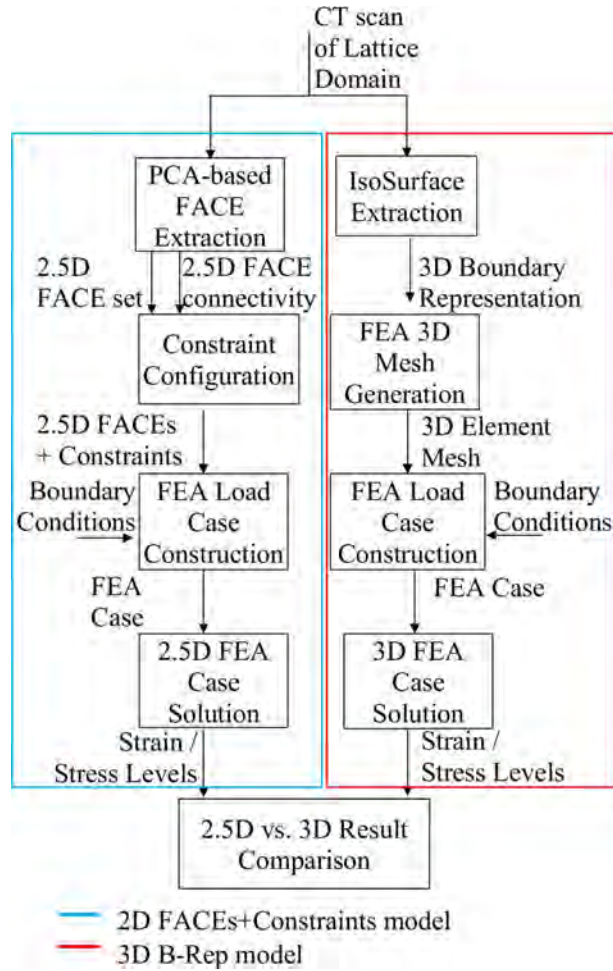 CT scan
of Lattice
Domain
PCA-based
FACE
Extraction
IsoSurface
Extraction
2.5D
FACE set
2.5D FACE
connectivity
3D Boundary
Representation
Constraint
Configuration
FEA 3D
Mesh
Generation
2.5D FACEs
+ Constraints
3D Element
Mesh
Boundary
Conditions
FEA Load
Case
Construction
FEA Load
Case
Construction
Boundary
Conditions
FEA
Case
FEA Case
2.5D FEA
Case
Solution
3D FEA
Case
Solution
Strain /
Stress Levels
Strain /
Stress Levels
2.5D vs. 3D Result
Comparison
2D FACEs+Constraints model
3D B-Rep model